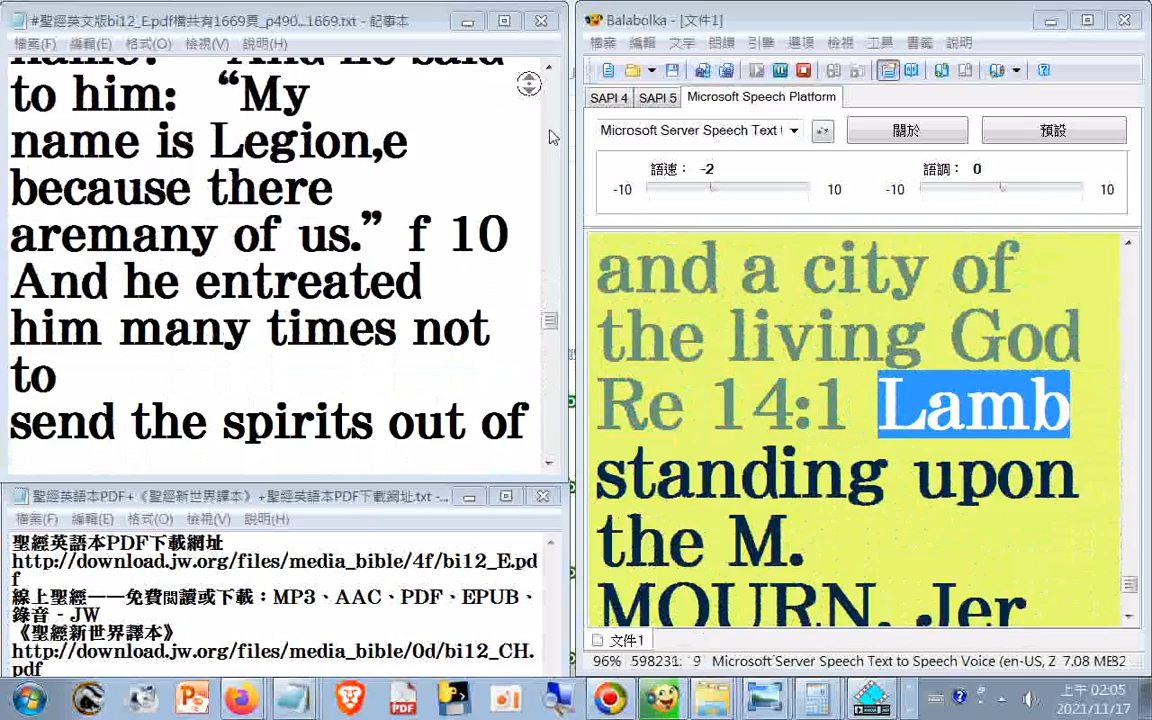 #聖經英文版bi12_E.pdf檔共有1669頁_p490...1669.txt - 記事本
檔案(F) 編輯(E) 格式(O) 檢視(V) 說明(H)
to him: “My
name is Legion,e
because there
aremany of us.” f 10
And he entreated
him many times not
to
send the spirits out of
聖經英語本PDF+《聖經新世界譯本》+聖經英語本PDF下載網址.txt -...
檔案(F) 編輯(E) 格式(O) 檢視(V) 說明(H)
聖經英語本PDF下載網址
http://download.jw.org/files/media_bible/4f/bi12_E.pd
f
線上聖經——免費閱讀或下載：MP3、AAC、PDF、EPUB、
錄音 - JW
《聖經新世界譯本》
http://download.jw.org/files/media_bible/0d/bi12_CH.
pdf
Balabolka - [文件1]
檔案 編輯 文字 朗讀 引擎 選項 檢視 工具 書籤 說明
SAPI 4 SAPI 5 Microsoft Speech Platform
Microsoft Server Speech Text 關於 預設
語速： -2 語調： 0
-10 10 -10 10
and a city of
the living God
Re 14:1 Lamb
standing upon
the M.
MOURN, Jer
文件1
96% 598231: 9 Microsoft Server Speech Text to Speech Voice (en-US, Z
上午 02:05
2021/11/17